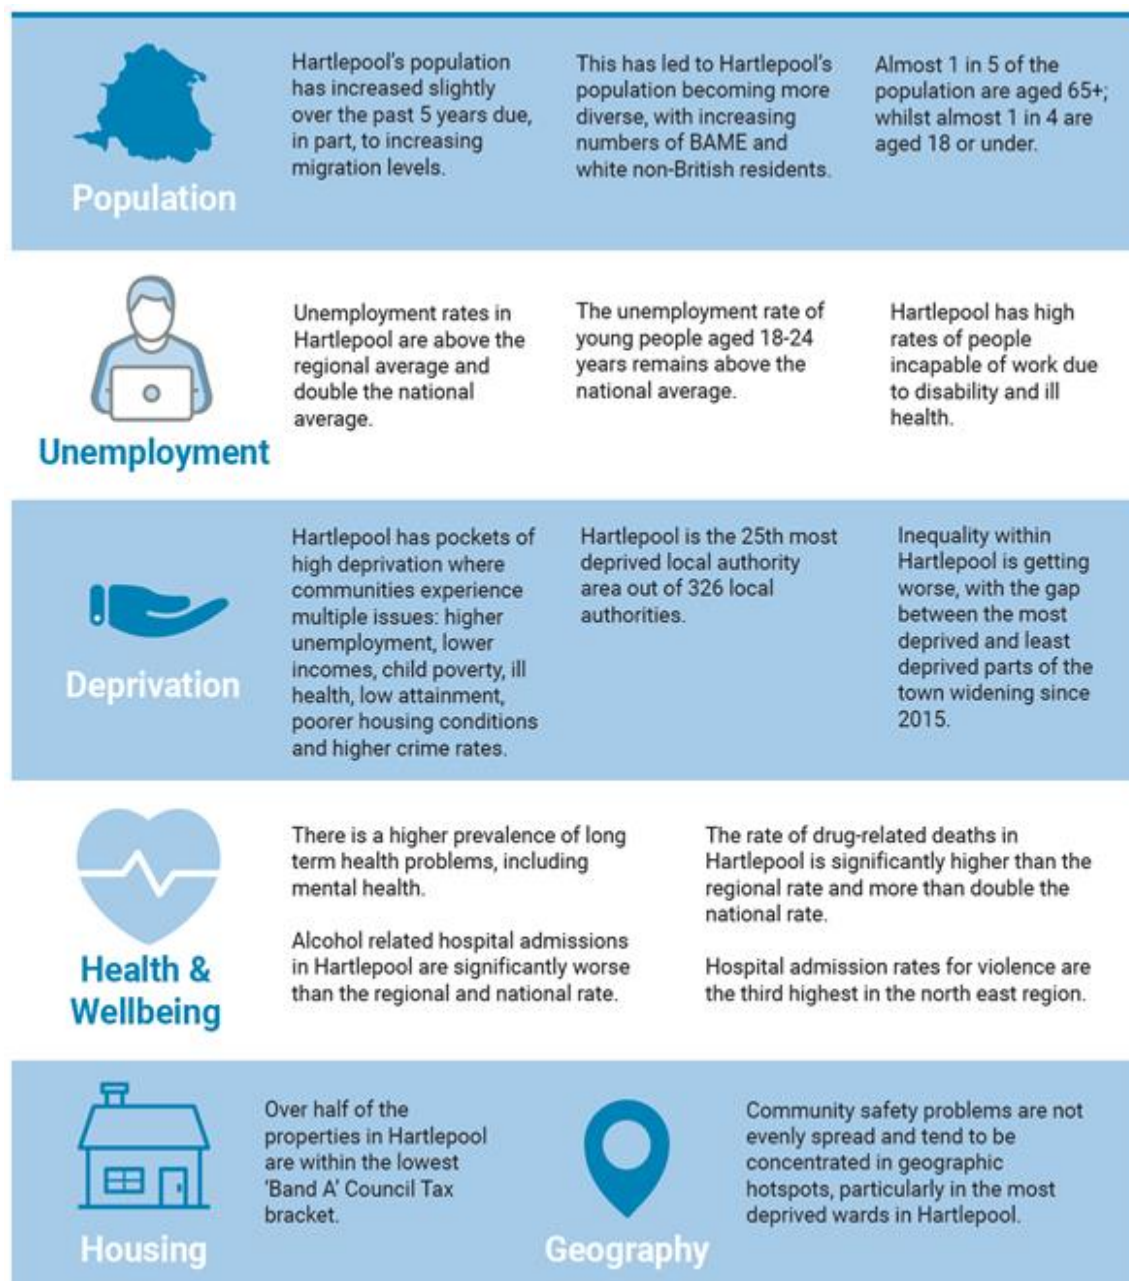 Population
Hartlepool's population
has increased slightly
over the past 5 years due,
in part, to increasing
migration levels.
This has led to Hartlepool's
population becoming more
diverse, with increasing
numbers of BAME and
white non-British residents.
Almost 1 in 5 of the
population are aged 65+;
whilst almost 1 in 4 are
aged 18 or under.
Unemployment
Unemployment rates in
Hartlepool are above the
regional average and
double the national
average.
The unemployment rate of
young people aged 18-24
years remains above the
national average.
Hartlepool has high
rates of people
incapable of work due
to disability and ill
health.
Deprivation
Hartlepool has pockets of
high deprivation where
communities experience
multiple issues: higher
unemployment, lower
incomes, child poverty, ill
health, low attainment,
poorer housing conditions
and higher crime rates.
Hartlepool is the 25th most
deprived local authority
area out of 326 local
authorities.
Inequality within
Hartlepool is getting
worse, with the gap
between the most
deprived and least
deprived parts of the
town widening since
2015.
Health &
Wellbeing
There is a higher prevalence of long
term health problems, including
mental health.
Alcohol related hospital admissions
in Hartlepool are significantly worse
than the regional and national rate.
The rate of drug-related deaths in
Hartlepool is significantly higher than the
regional rate and more than double the
national rate.
Hospital admission rates for violence are
the third highest in the north east region.
Housing
Over half of the
properties in Hartlepool
are within the lowest
'Band A' Council Tax
bracket.
Geography
Community safety problems are not
evenly spread and tend to be
concentrated in geographic
hotspots, particularly in the most
deprived wards in Hartlepool.